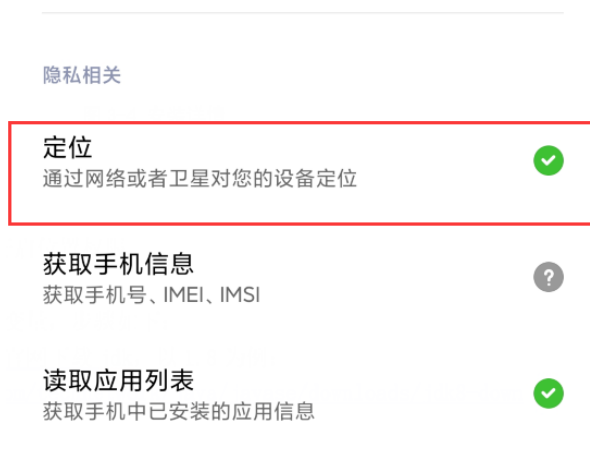 隐私相关
定位
通过网络或者卫星对您的设备定位
获取手机信息
获取手机号、IMEI、IMSI
?
读取应用列表
获取手机中已安装的应用信息